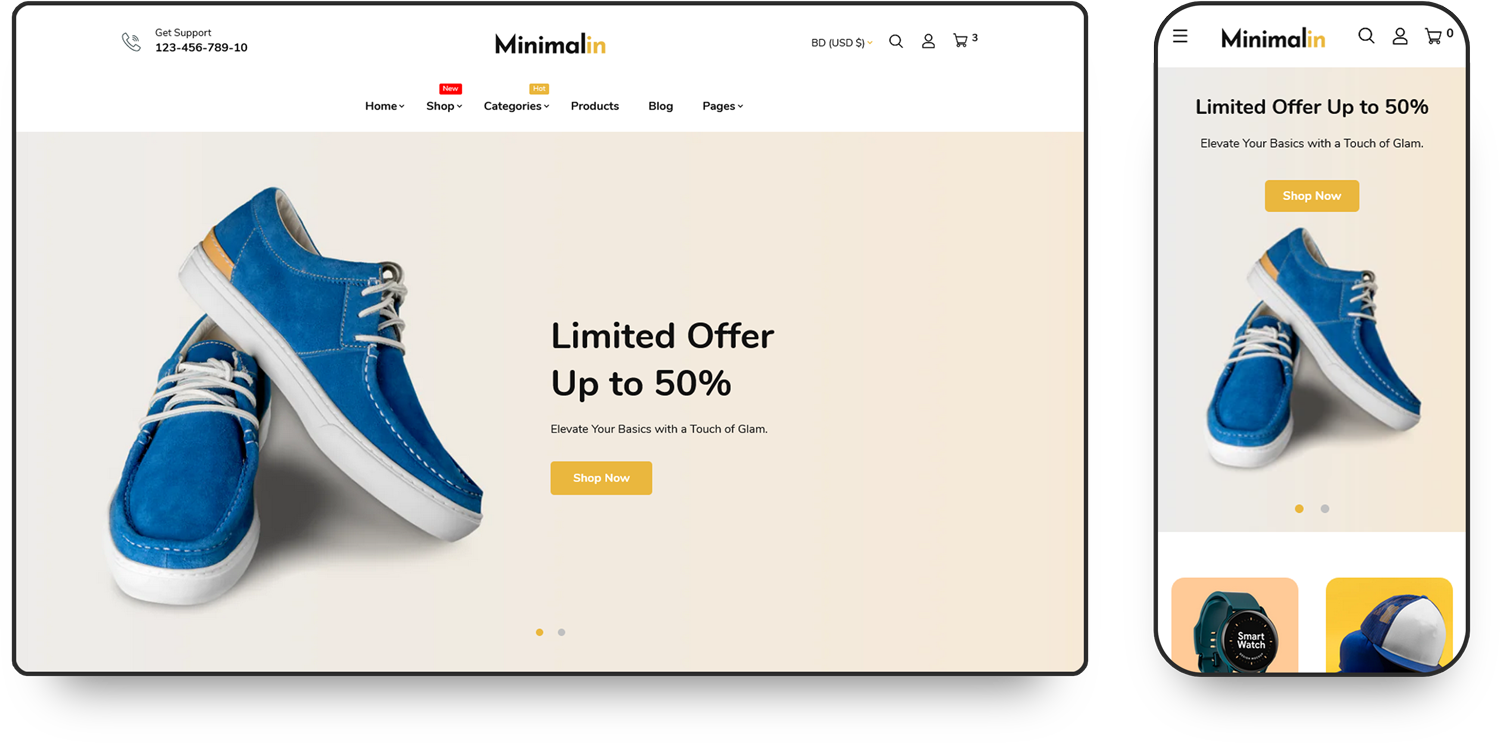 Get Support
123-456-789-10
Minimalin
BD (USD $)
3
New
Hot
Home
Shop
Categories
Products
Blog
Pages
Limited Offer
Up to 50%
Elevate Your Basics with a Touch of Glam.
Shop Now
Minimalin
0
Limited Offer Up to 50%
Elevate Your Basics with a Touch of Glam.
Shop Now
Smart
Watch